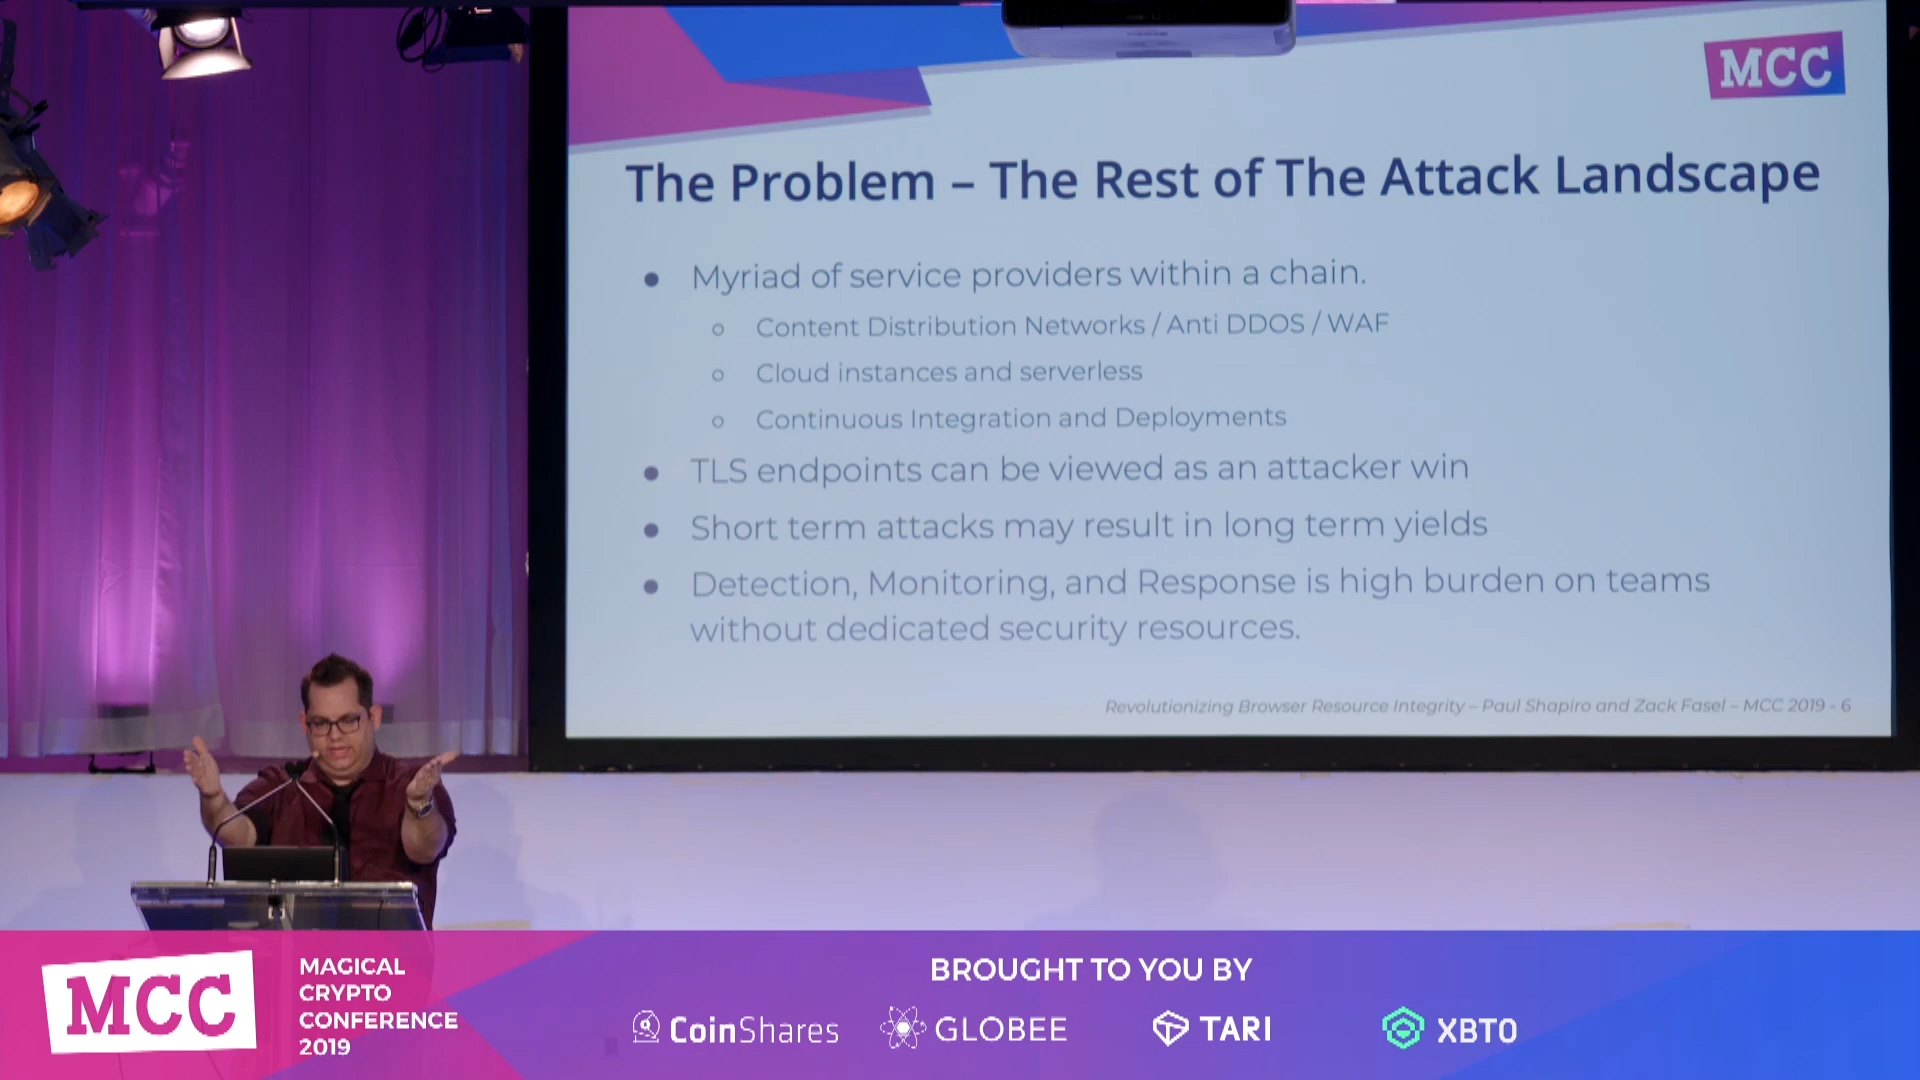 MCC
The Problem – The Rest of The Attack Landscape
● Myriad of service providers within a chain.
○ Content Distribution Networks / Anti DDOS / WAF
○ Cloud instances and serverless
○ Continuous Integration and Deployments
● TLS endpoints can be viewed as an attacker win
● Short term attacks may result in long term yields
● Detection, Monitoring, and Response is high burden on teams
without dedicated security resources.
Revolutionizing Browser Resource Integrity – Paul Shapiro and Zack Fasel – MCC 2019 - 6
MCC
MAGICAL
CRYPTO
CONFERENCE
2019
BROUGHT TO YOU BY
CoinShares
GLOBEE
TARI
XBTO